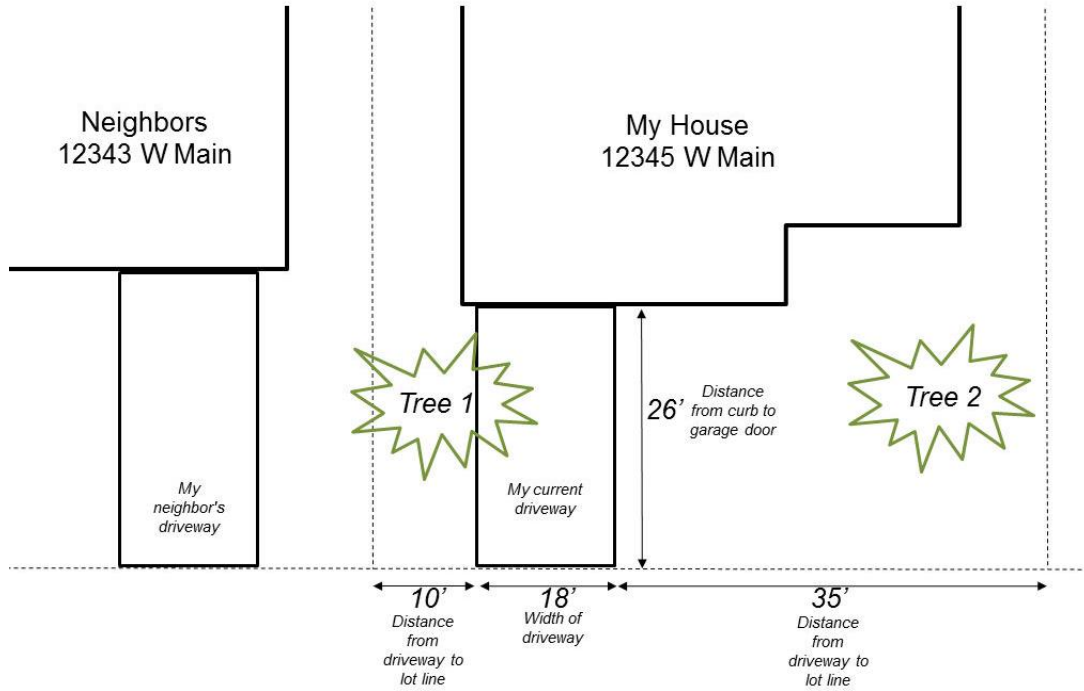 Neighbors
12343 W Main
My House
12345 W Main
Tree 1
26’
Distance
from curb to
garage door
Tree 2
My
neighbor's
driveway
My current
driveway
10’
Distance
from
driveway to
lot line
18’
Width of
driveway
35’
Distance
from
driveway to
lot line